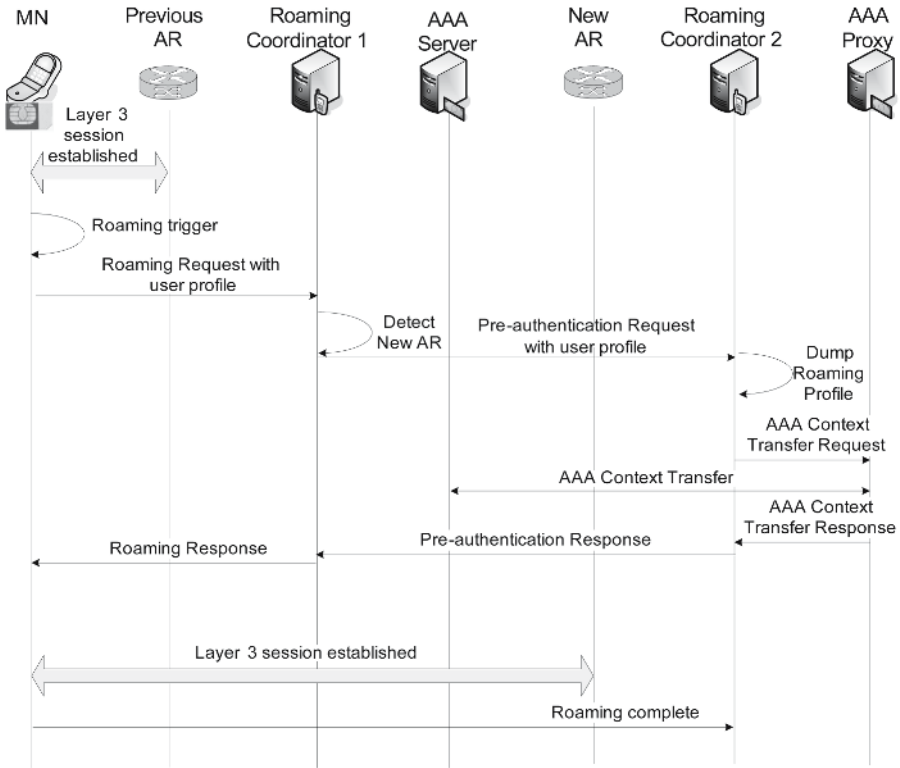 MN
Previous
AR
Roaming
Coordinator 1
AAA
Server
New
AR
Roaming
Coordinator 2
AAA
Proxy
Layer 3
session
established
Roaming trigger
Roaming Request with
user profile
Detect
New AR
Pre-authentication Request
with user profile
Dump
Roaming
Profile
AAA Context
Transfer Request
AAA Context Transfer
AAA Context
Transfer Response
Pre-authentication Response
Roaming Response
Layer 3 session established
Roaming complete